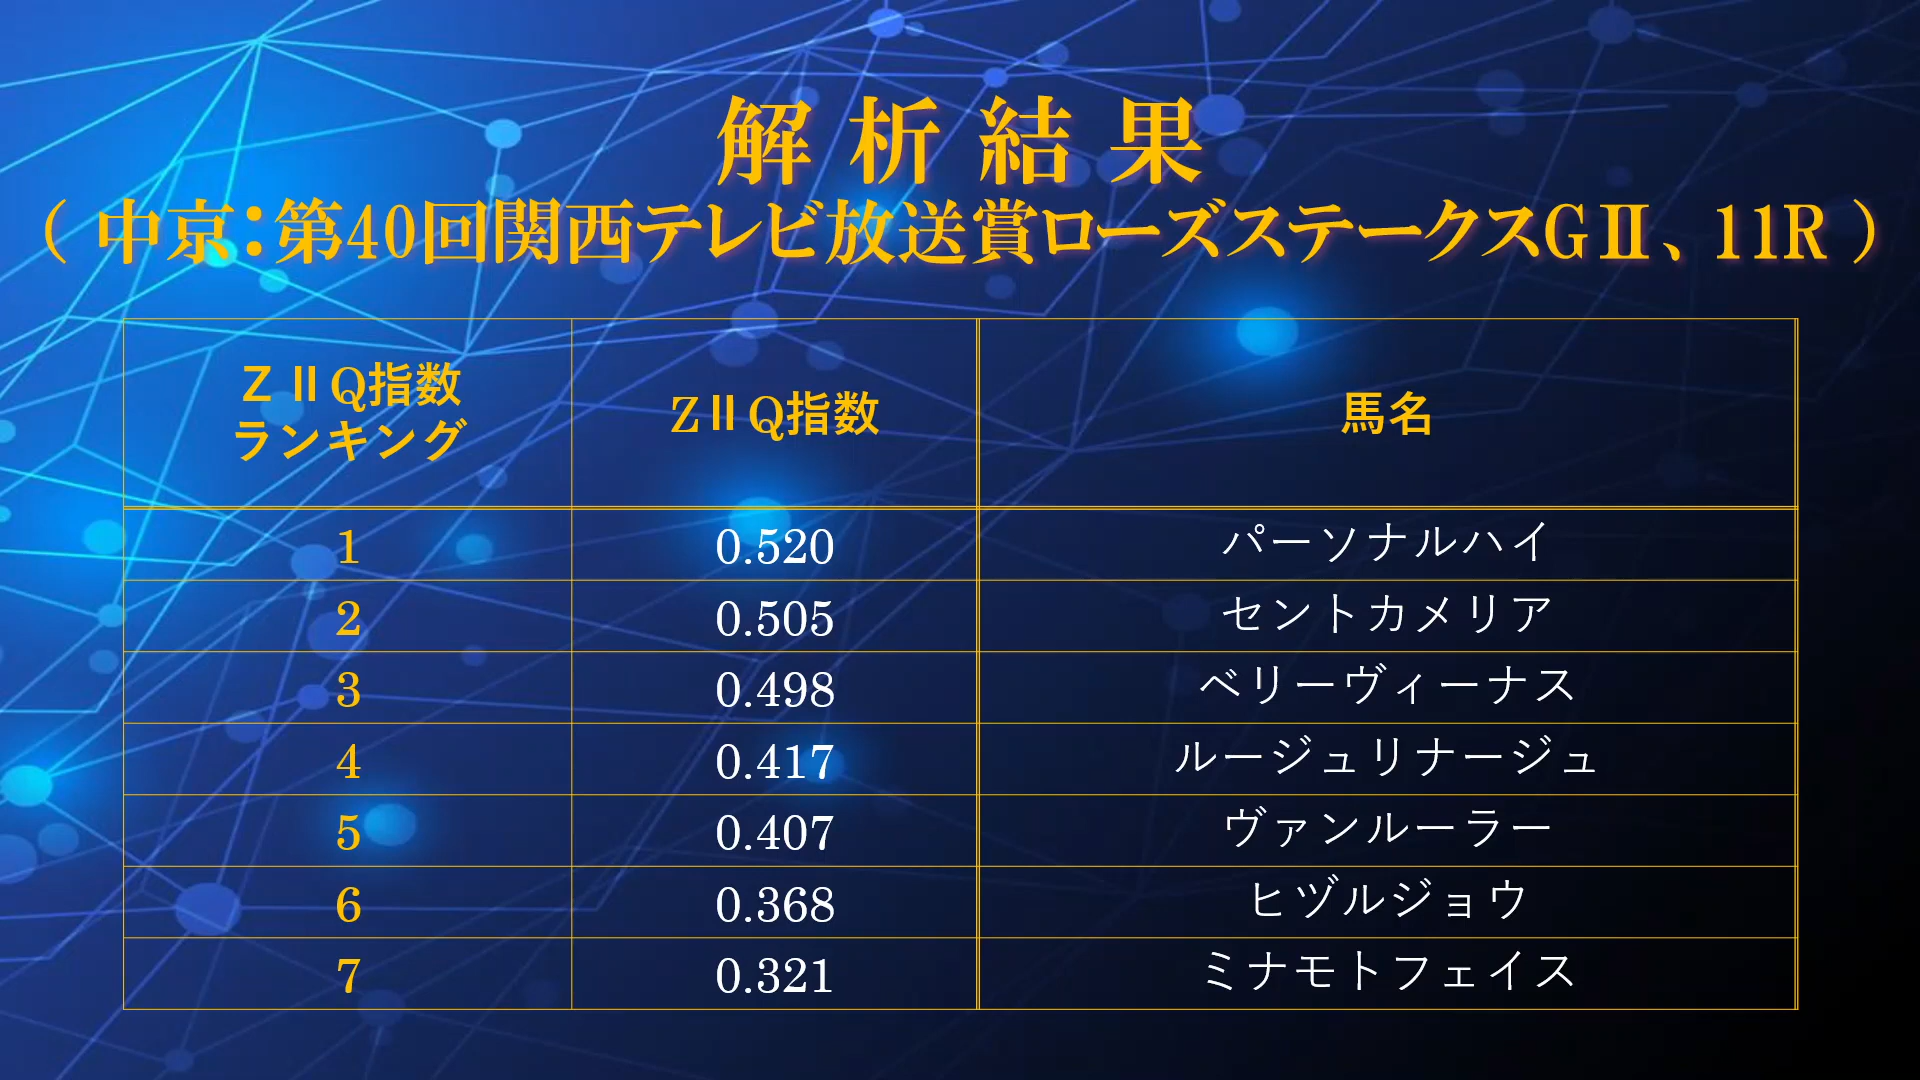 解析結果
（ 中京：第40回関西テレビ放送賞ローズステークスGⅡ、11R ）
ZⅡQ指数
ランキング
ZⅡQ指数
馬名
1 0.520 パーソナルハイ
2 0.505 セントカメリア
3 0.498 ベリーヴィーナス
4 0.417 ルージュリナージュ
5 0.407 ヴァンルーラー
6 0.368 ヒヅルジョウ
7 0.321 ミナモトフェイス